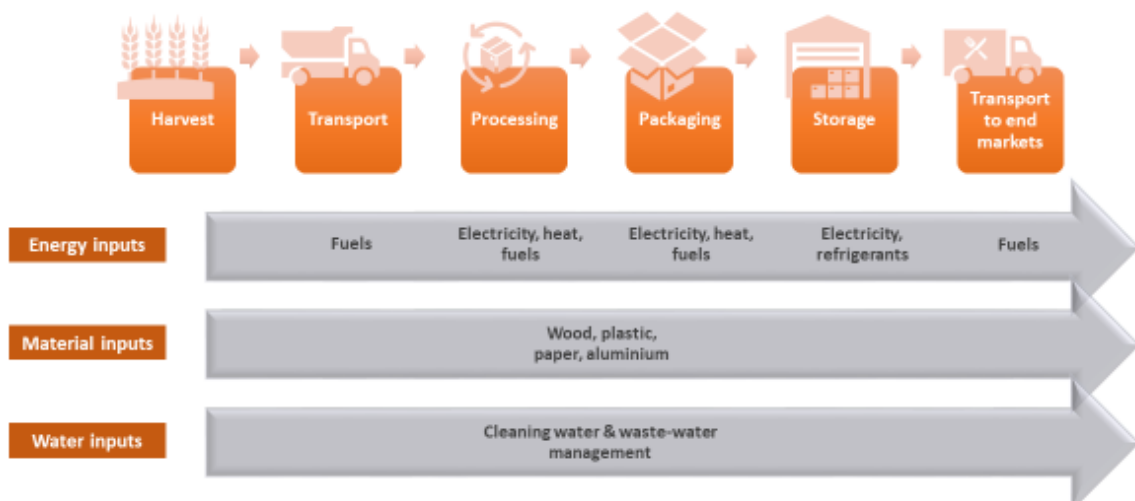 Harvest
Transport
Processing
Packaging
Storage
Transport
to end
markets
Energy inputs
Fuels
Electricity, heat,
fuels
Electricity, heat,
fuels
Electricity,
refrigerants
Fuels
Material inputs
Wood, plastic,
paper, aluminium
Water inputs
Cleaning water & waste-water
management